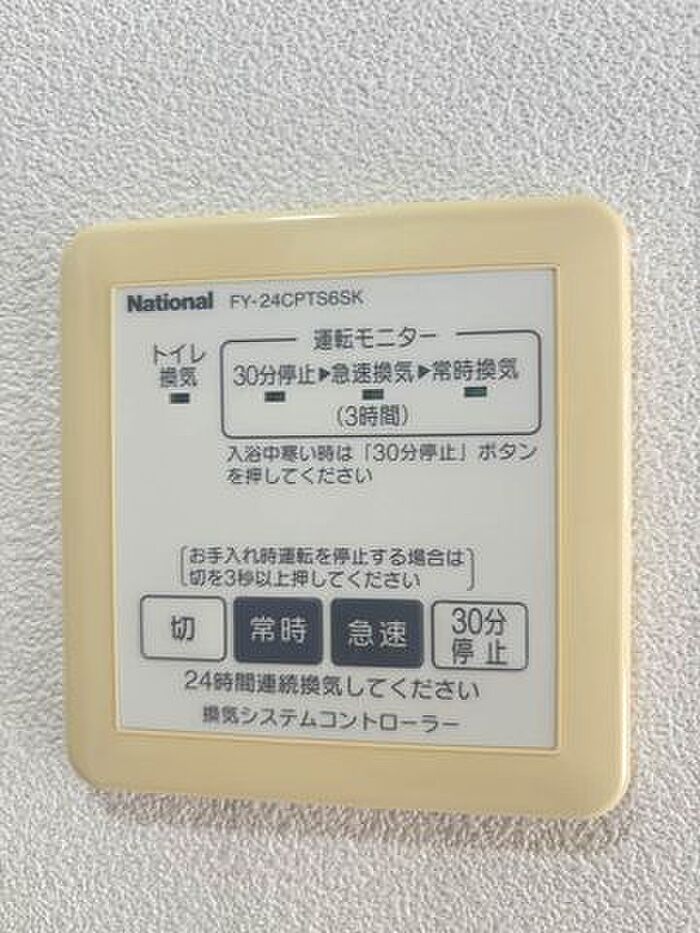 National FY-24CPTS6SK
運転モニター
トイレ
換気
30分停止▶急速換気▶常時換気
(3時間)
入浴中寒い時は「30分停止」ボタン
を押してください
お手入れ時運転を停止する場合は
切を3秒以上押してください
切 常時 急速 30分
停止
24時間連続換気してください
換気システムコントローラー